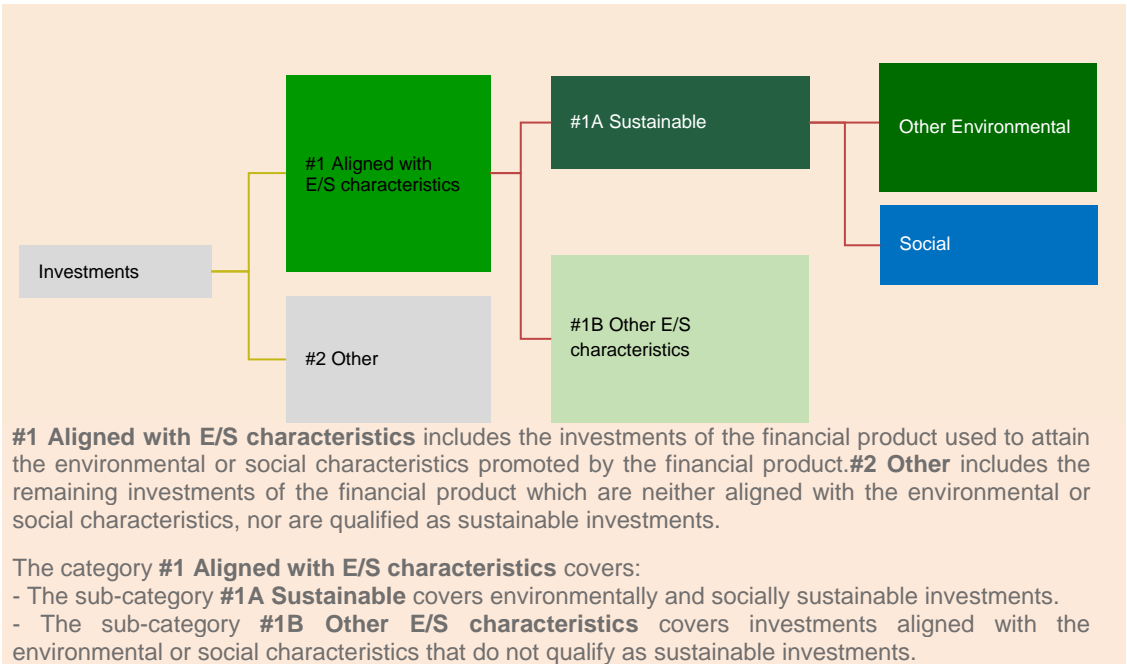 #1A Sustainable
Other Environmental
#1 Aligned with
E/S characteristics
Social
Investments
#1B Other E/S
characteristics
#2 Other
#1 Aligned with E/S characteristics includes the investments of the financial product used to attain
the environmental or social characteristics promoted by the financial product.#2 Other includes the
remaining investments of the financial product which are neither aligned with the environmental or
social characteristics, nor are qualified as sustainable investments.
The category #1 Aligned with E/S characteristics covers:
- The sub-category #1A Sustainable covers environmentally and socially sustainable investments.
- The sub-category #1B Other E/S characteristics covers investments aligned with the
environmental or social characteristics that do not qualify as sustainable investments.